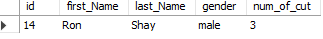 id first_Name last_Name gender num_of_cut
14 Ron Shay male 3